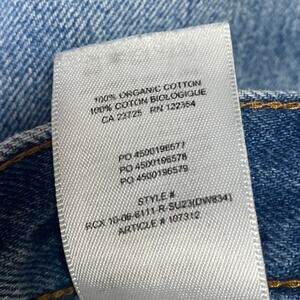 100% ORGANIC COTTON
100% COTON BIOLOGIQUE
CA 23725 RN 122354
PO 4500196577
PO 4500196578
PO 4500196579
STYLE #
RCX 10-06-6111-R-SU23(DW834)
ARTICLE # 107312